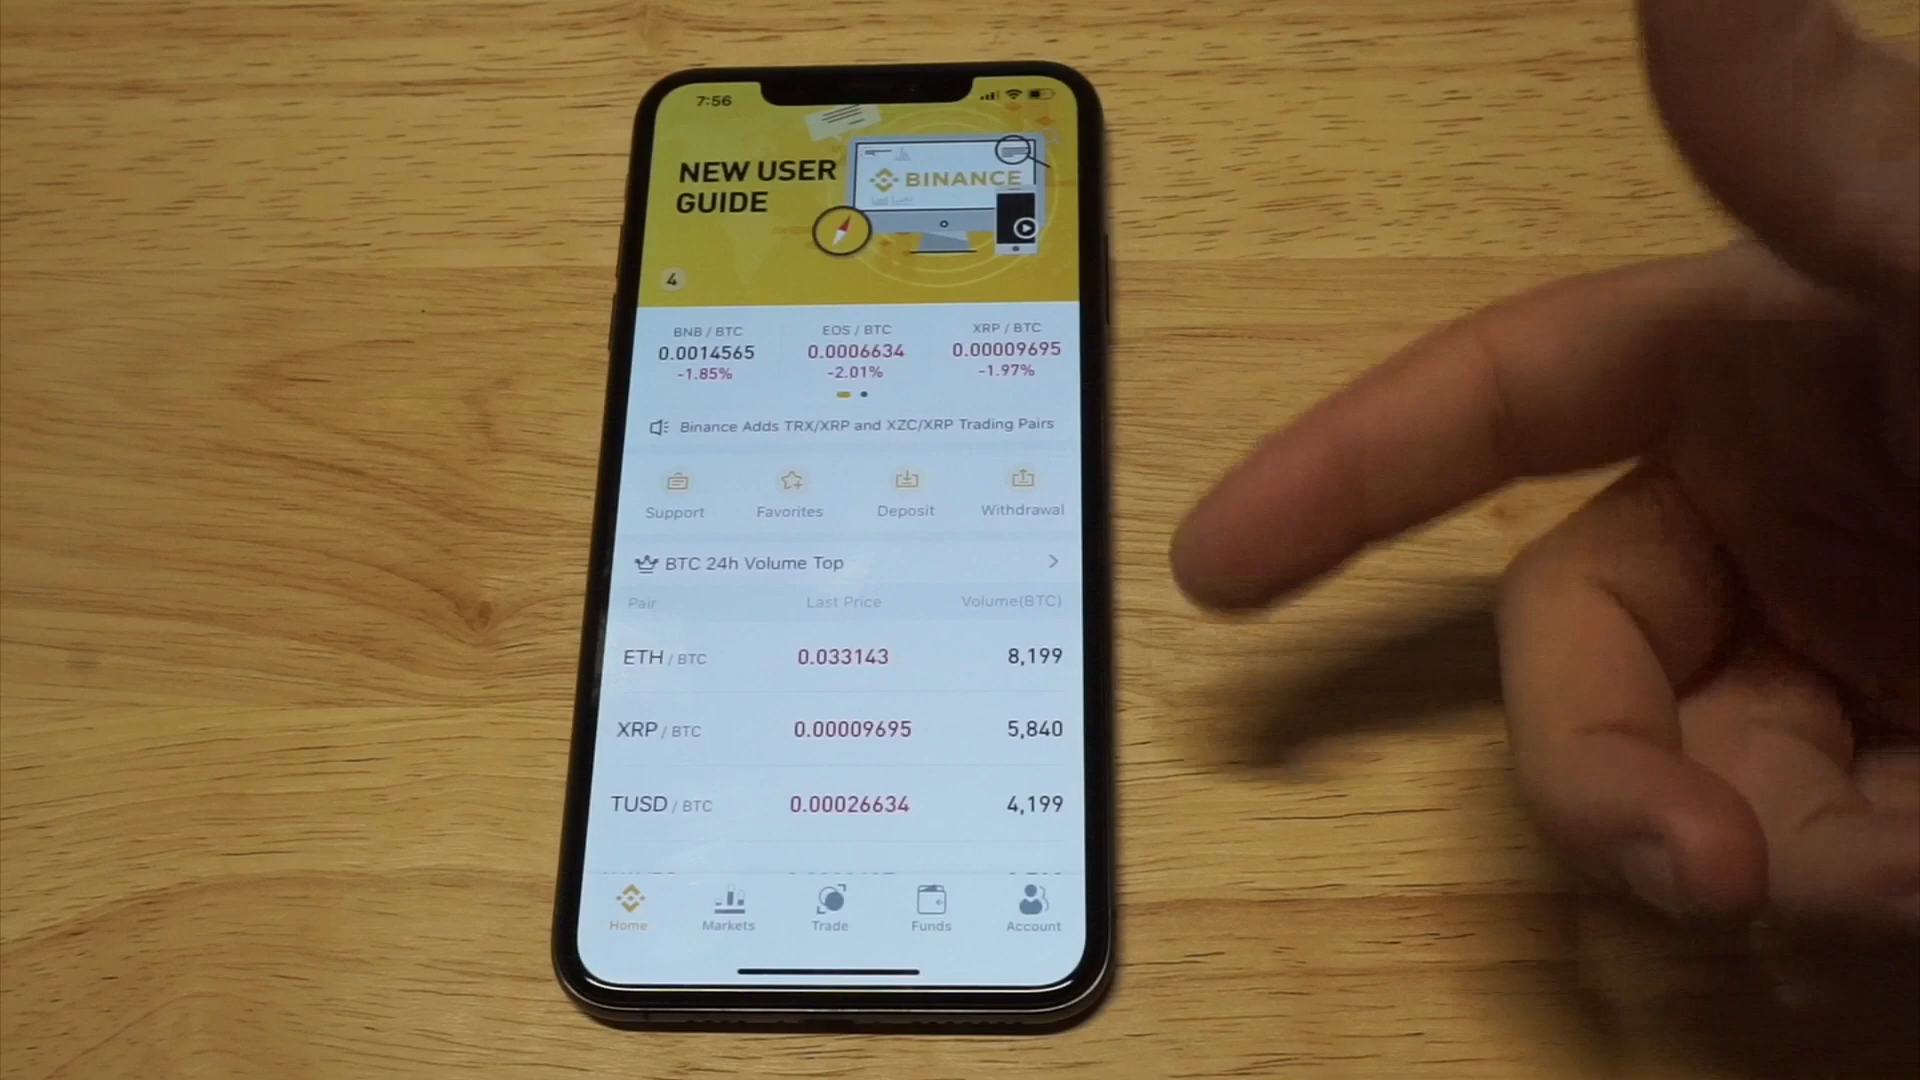 7:56
NEW USER
GUIDE
BINANCE
4
BNB / BTC EOS / BTC XRP / BTC
0.0014565 0.0006634 0.00009695
-1.85% -2.01% -1.97%
Binance Adds TRX/XRP and XZC/XRP Trading Pairs
Support Favorites Deposit Withdrawal
BTC 24h Volume Top
Pair Last Price Volume(BTC)
ETH / BTC 0.033143 8,199
XRP / BTC 0.00009695 5,840
TUSD / BTC 0.00026634 4,199
Home Markets Trade Funds Account